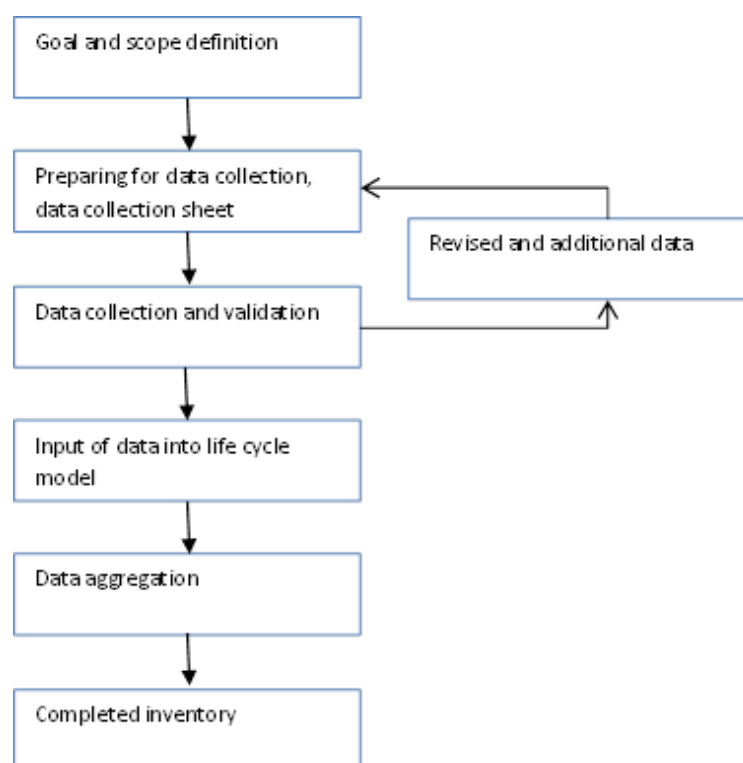 Goal and scope definition
Preparing for data collection,
data collection sheet
Revised and additional data
Data collection and validation
Input of data into life cycle
model
Data aggregation
Completed inventory